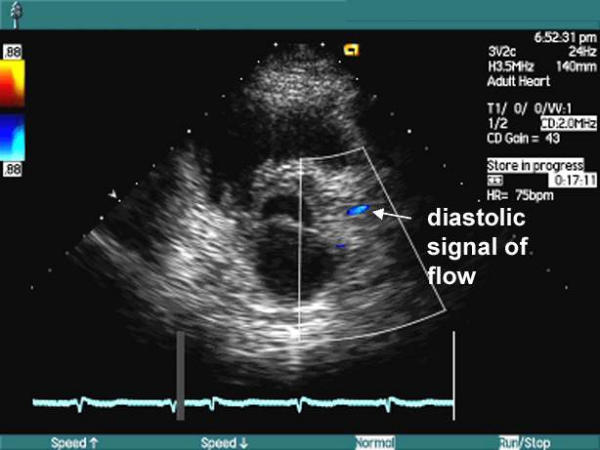 .88
.88
6:52:31 pm
3V2c 24Hz
H3.5MHz 140mm
Adult Heart
T1/ 0/ 0/VV:1
1/2 CD:2.0MHz
CD Gain = 43
Store in progress
0:17:11
HR= 75bpm
diastolic
signal of
flow
Speed↑ Speed↓ Normal Run/Stop